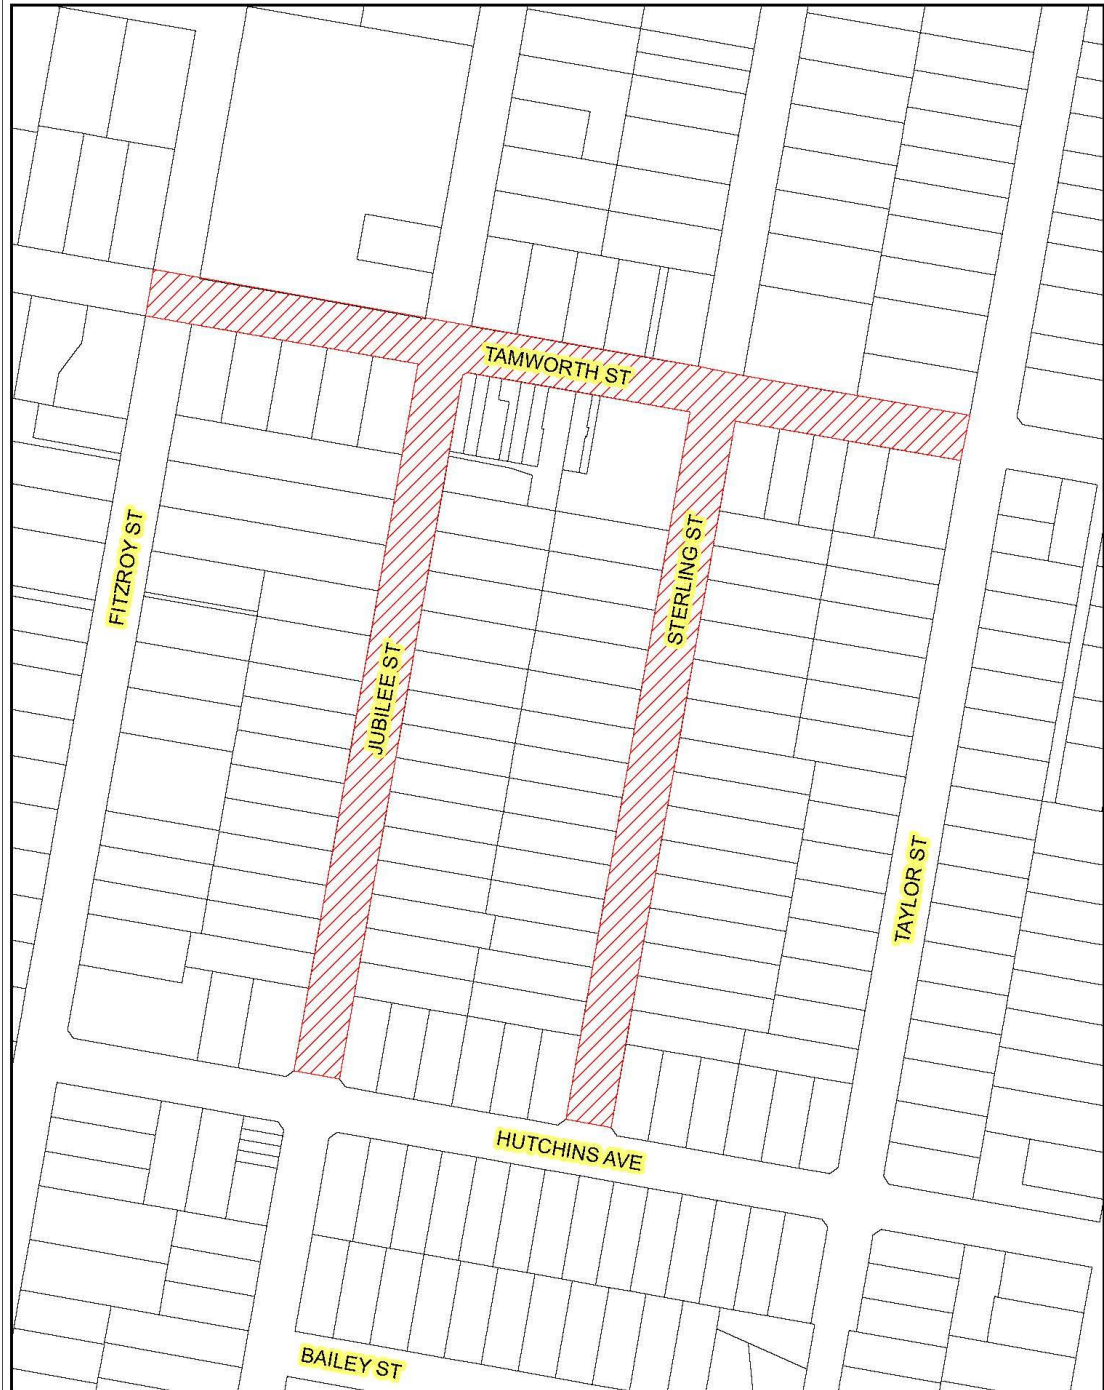 TAMWORTH ST
FITZROY ST
STERLING ST
JUBILEE ST
TAYLOR ST
HUTCHINS AVE
BAILEY ST